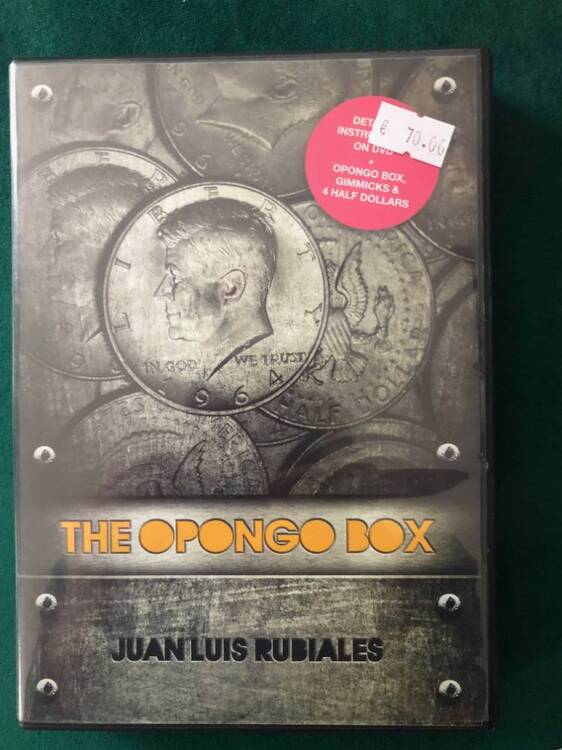 INSTRU
ON DVD
+
OPONGO BOX,
GIMMICKS &
4 HALF DOLLARS
€ 70.00
LIBERTY
IN GOD WE TRUST
1964
HALF DOLLAR
THE OPONGO BOX
JUAN LUIS RUBIALES